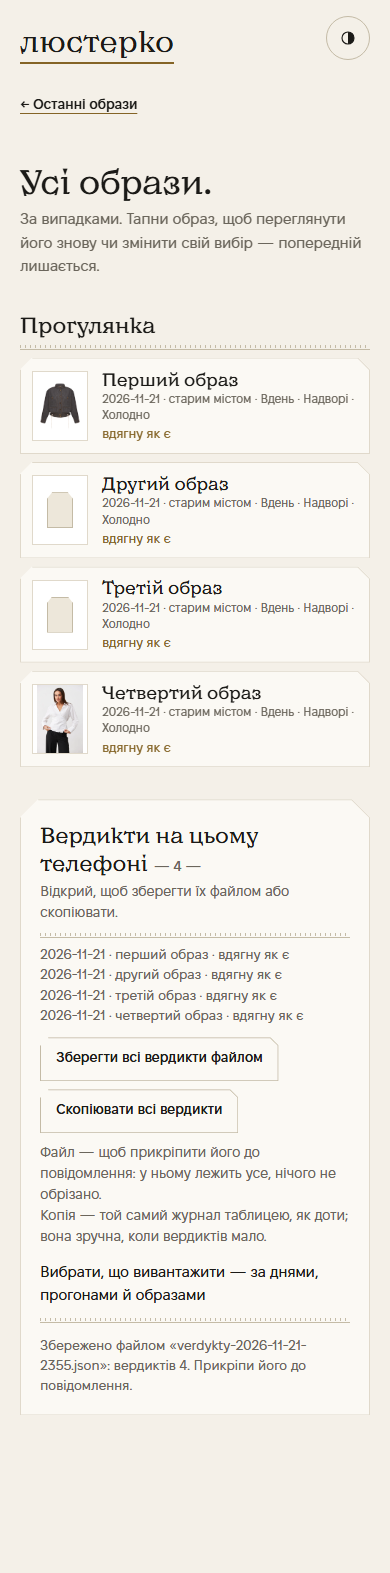 люстерко
← Останні образи
Усі образи.
За випадками. Тапни образ, щоб переглянути
його знову чи змінити свій вибір — попередній
лишається.
Прогулянка
Перший образ
2026-11-21 · старим містом · Вдень · Надворі ·
Холодно
вдягну як є
Другий образ
2026-11-21 · старим містом · Вдень · Надворі ·
Холодно
вдягну як є
Третій образ
2026-11-21 · старим містом · Вдень · Надворі ·
Холодно
вдягну як є
Четвертий образ
2026-11-21 · старим містом · Вдень · Надворі ·
Холодно
вдягну як є
Вердикти на цьому
телефоні — 4 —
Відкрий, щоб зберегти їх файлом або
скопіювати.
2026-11-21 · перший образ · вдягну як є
2026-11-21 · другий образ · вдягну як є
2026-11-21 · третій образ · вдягну як є
2026-11-21 · четвертий образ · вдягну як є
Зберегти всі вердикти файлом
Скопіювати всі вердикти
Файл — щоб прикріпити його до
повідомлення: у ньому лежить усе, нічого не
обрізано.
Копія — той самий журнал таблицею, як доти;
вона зручна, коли вердиктів мало.
Вибрати, що вивантажити — за днями,
прогонами й образами
Збережено файлом «verdykty-2026-11-21-
2355.json»: вердиктів 4. Прикріпи його до
повідомлення.